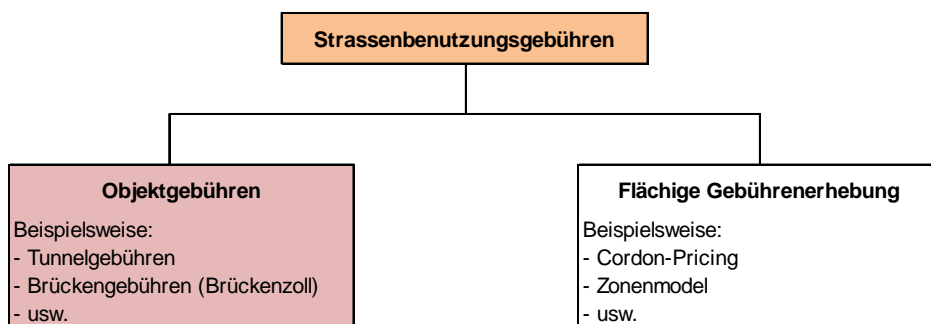 Strassenbenutzungsgebühren
Objektgebühren
Beispielsweise:
- Tunnelgebühren
- Brückengebühren (Brückenzoll)
- usw.
Flächige Gebührenerhebung
Beispielsweise:
- Cordon-Pricing
- Zonenmodel
- usw.